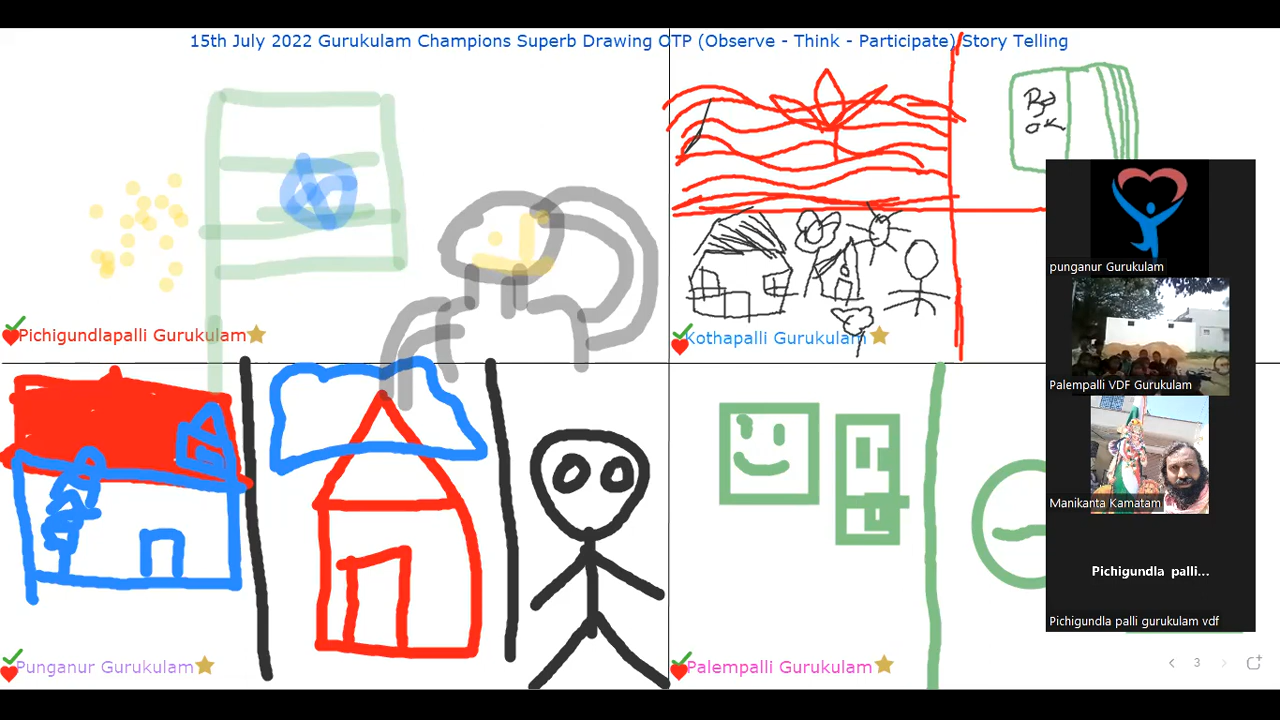 15th July 2022 Gurukulam Champions Superb Drawing OTP (Observe - Think - Participate) Story Telling
punganur Gurukulam
Pichigundlapalli Gurukulam
Kothapalli Gurukulam
Palempalli VDF Gurukulam
Manikanta Kamatam
Pichigundla palli...
Pichigundla palli gurukulam vdf
Punganur Gurukulam
Palempalli Gurukulam
3